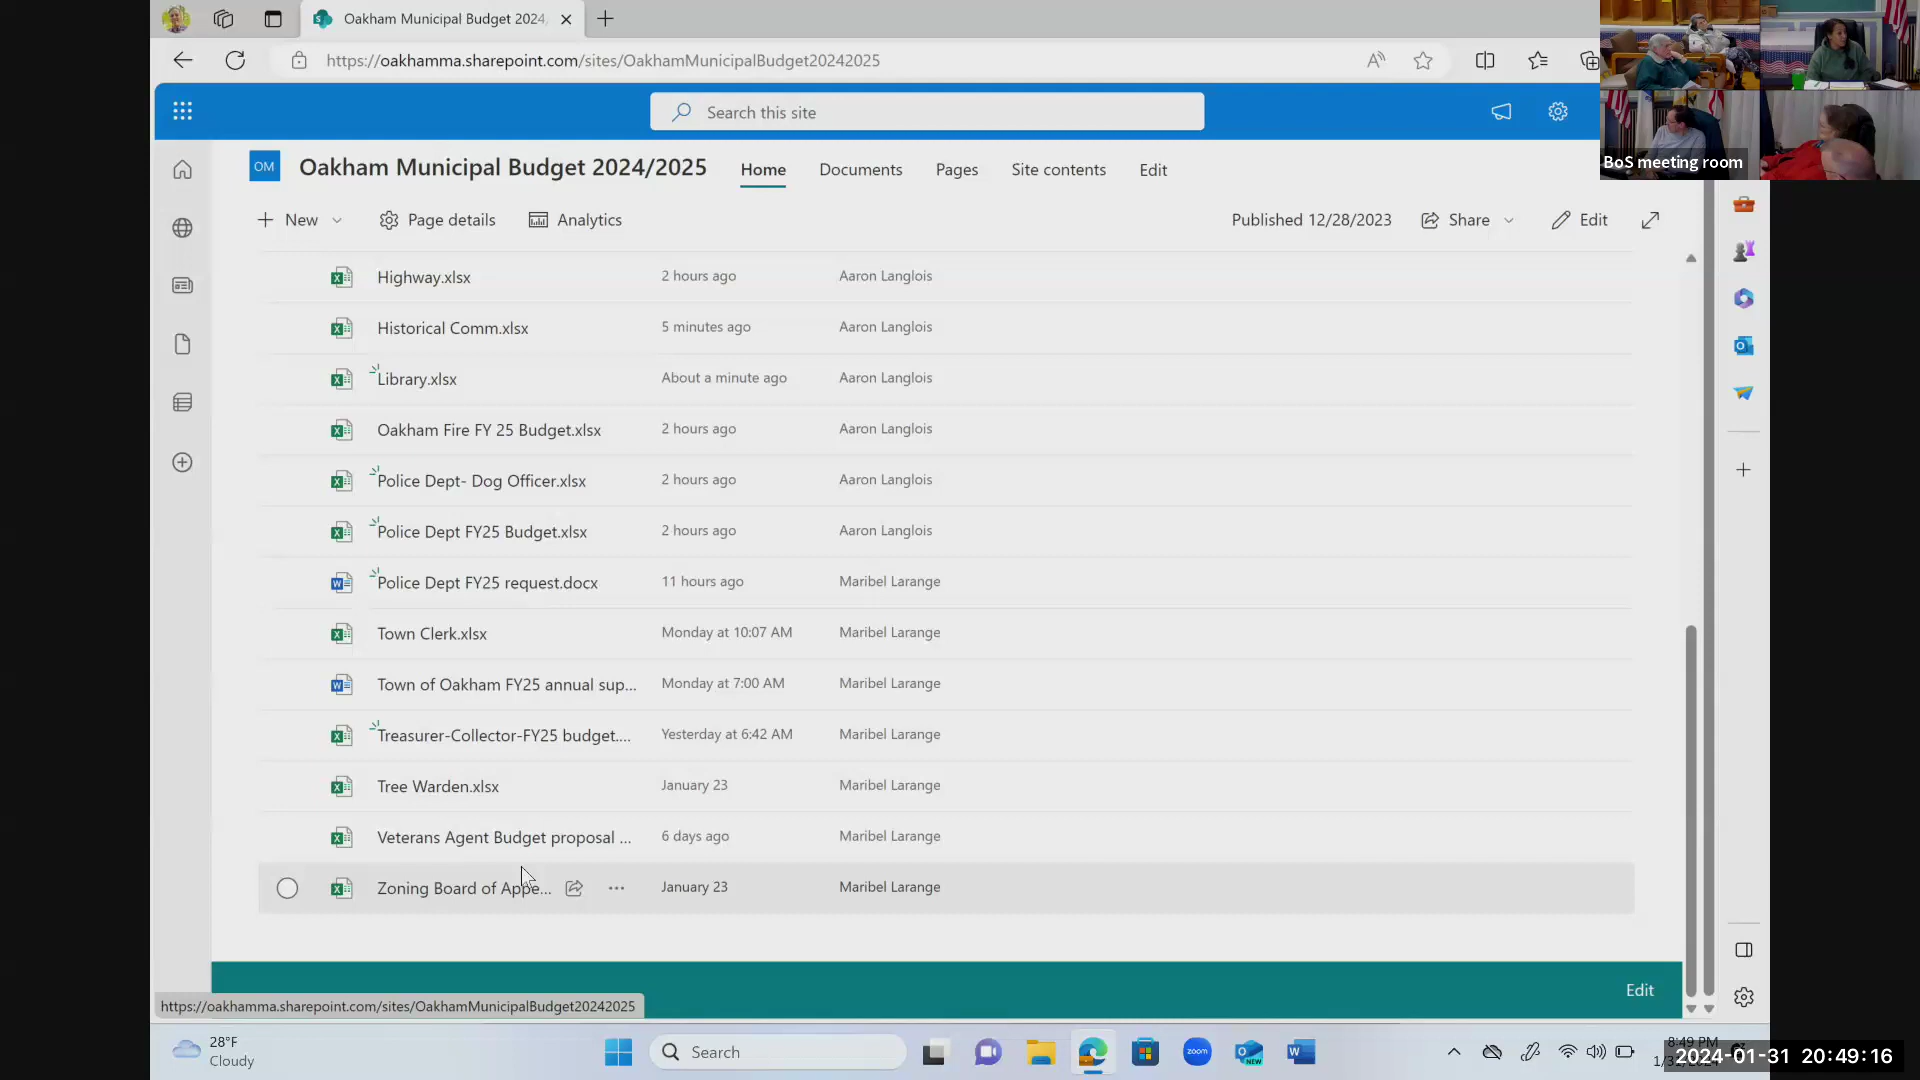 Oakham Municipal Budget 2024
https://oakhamma.sharepoint.com/sites/OakhamMunicipalBudget20242025
Search this site
BoS meeting room
OM
Oakham Municipal Budget 2024/2025
Home
Documents
Pages
Site contents
Edit
New
Page details
Analytics
Published 12/28/2023
Share
Edit
Highway.xlsx 2 hours ago Aaron Langlois
Historical Comm.xlsx 5 minutes ago Aaron Langlois
Library.xlsx About a minute ago Aaron Langlois
Oakham Fire FY 25 Budget.xlsx 2 hours ago Aaron Langlois
Police Dept- Dog Officer.xlsx 2 hours ago Aaron Langlois
Police Dept FY25 Budget.xlsx 2 hours ago Aaron Langlois
Police Dept FY25 request.docx 11 hours ago Maribel Larange
Town Clerk.xlsx Monday at 10:07 AM Maribel Larange
Town of Oakham FY25 annual sup... Monday at 7:00 AM Maribel Larange
Treasurer-Collector-FY25 budget.... Yesterday at 6:42 AM Maribel Larange
Tree Warden.xlsx January 23 Maribel Larange
Veterans Agent Budget proposal ... 6 days ago Maribel Larange
Zoning Board of Appe... January 23 Maribel Larange
Edit
https://oakhamma.sharepoint.com/sites/OakhamMunicipalBudget20242025
28°F
Cloudy
Search
zoom
NEW
8:49 PM
2024-01-31 20:49:16